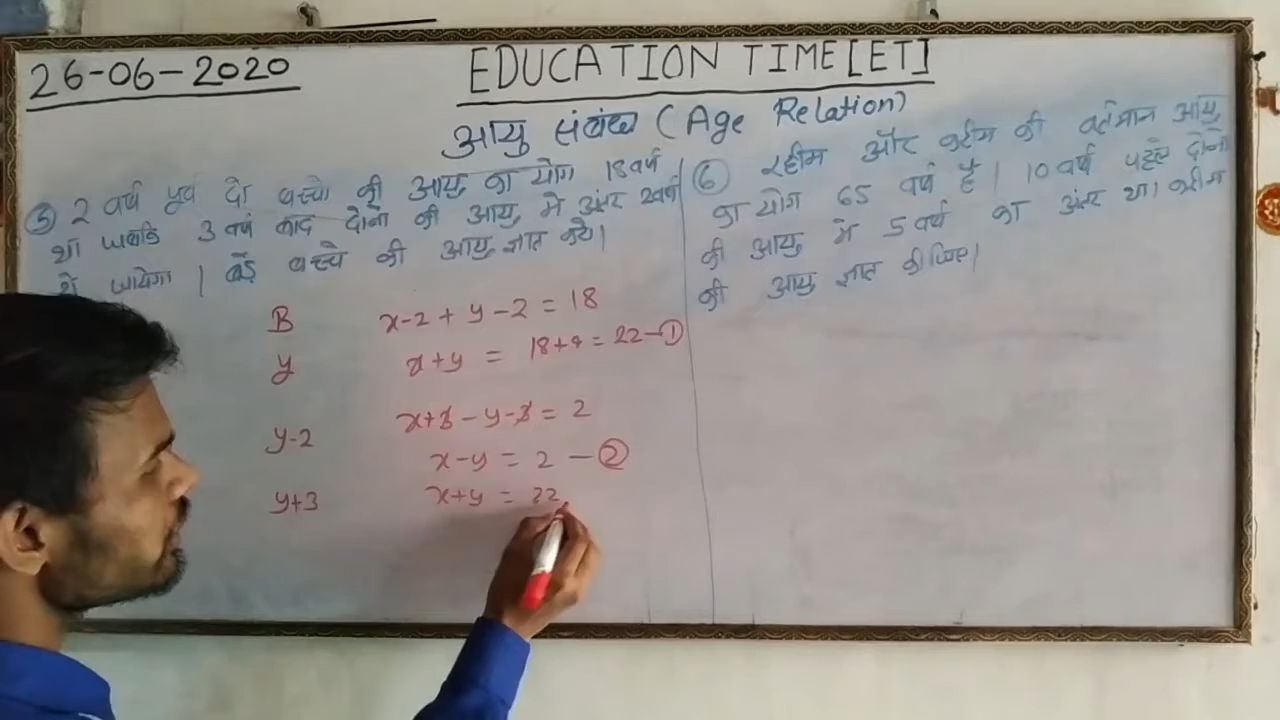 26-06-2020
EDUCATION TIME [ET]
आयु संबंध (Age Relation)
5 2 वर्ष पूर्व दो बच्चो की आयु का योग 18 वर्ष
था जबकि 3 वर्ष बाद दोनो की आयु मे अंतर 2 वर्ष
हो जायेगा । बड़े बच्चे की आयु ज्ञात करो।
B x-2 + y-2 = 18
y x+y = 18+4 = 22 - 1
x+3 - y-3 = 2
y-2
x-y = 2 - 2
y+3 x+y = 22
6 रहीम और करीम की वर्तमान आयु
का योग 65 वर्ष है। 10 वर्ष पहले दोनो
की आयु मे 5 वर्ष का अंतर था। करीम
की आयु ज्ञात कीजिए।